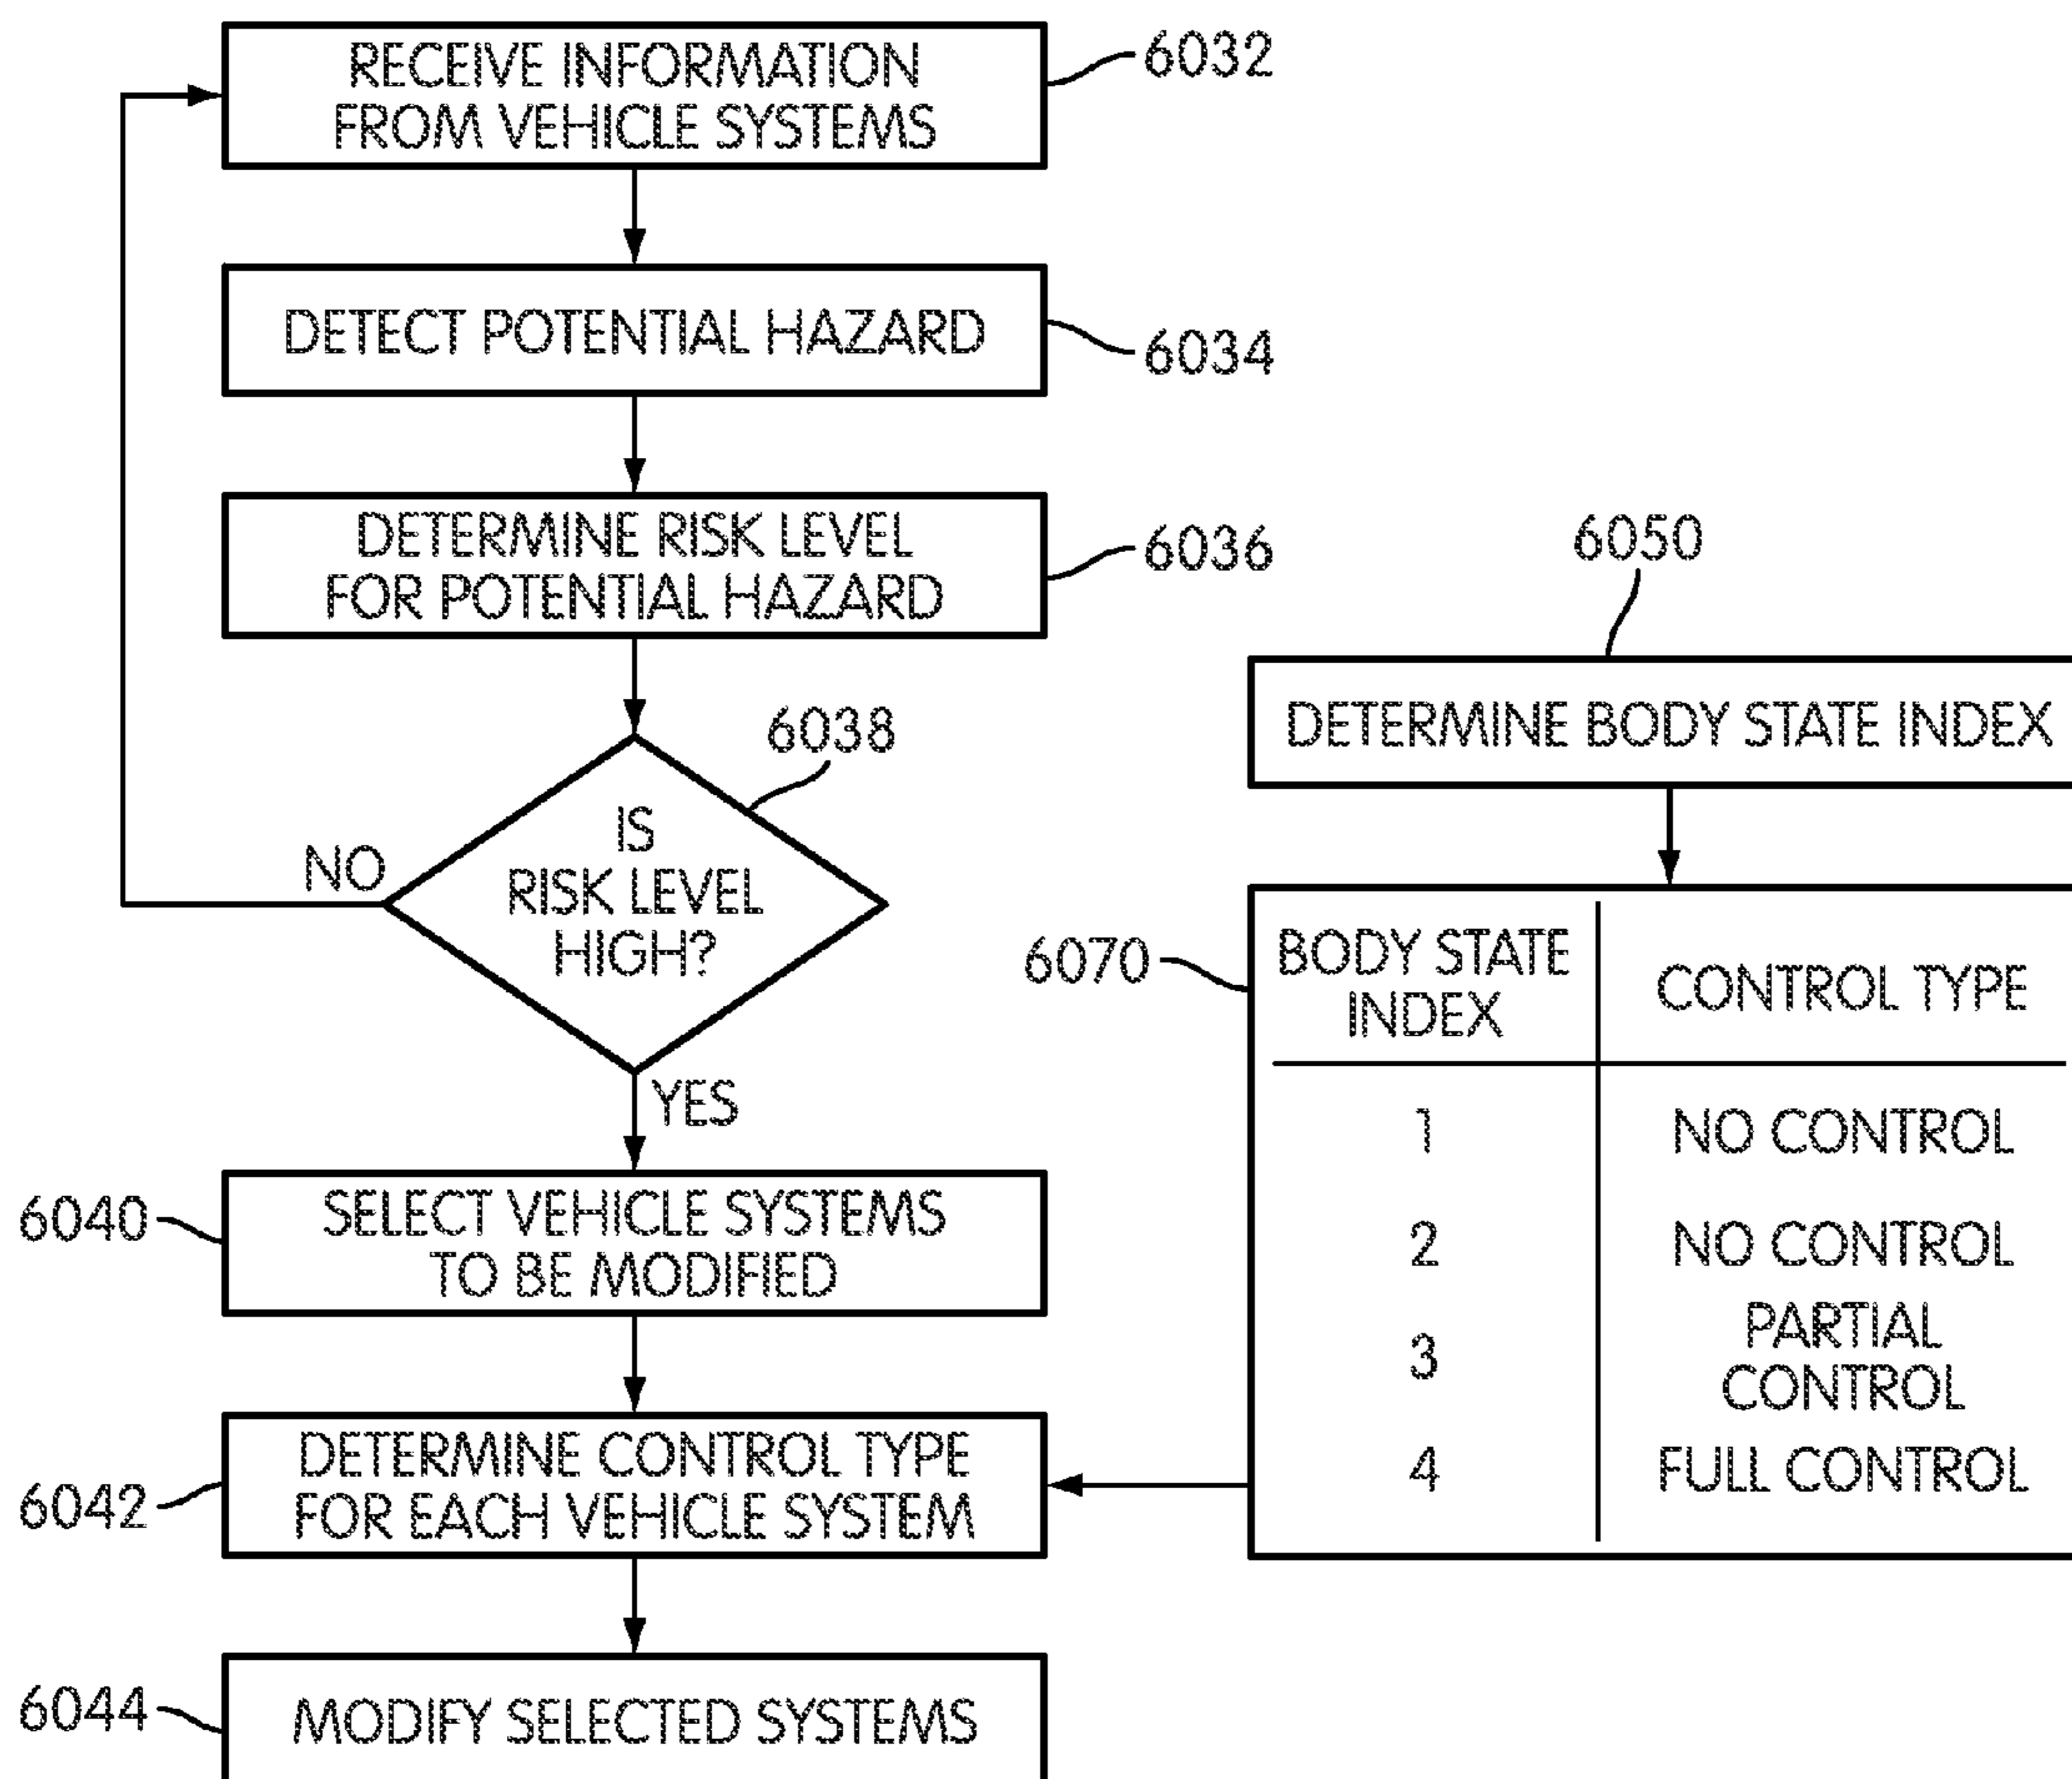 RECEIVE INFORMATION
FROM VEHICLE SYSTEMS
6032
DETECT POTENTIAL HAZARD
6034
DETERMINE RISK LEVEL
FOR POTENTIAL HAZARD
6036
6038
IS
RISK LEVEL
HIGH?
NO
YES
6040
SELECT VEHICLE SYSTEMS
TO BE MODIFIED
6042
DETERMINE CONTROL TYPE
FOR EACH VEHICLE SYSTEM
6044
MODIFY SELECTED SYSTEMS
6050
DETERMINE BODY STATE INDEX
6070
BODY STATE
INDEX
CONTROL TYPE
1
NO CONTROL
2
NO CONTROL
3
PARTIAL
CONTROL
4
FULL CONTROL